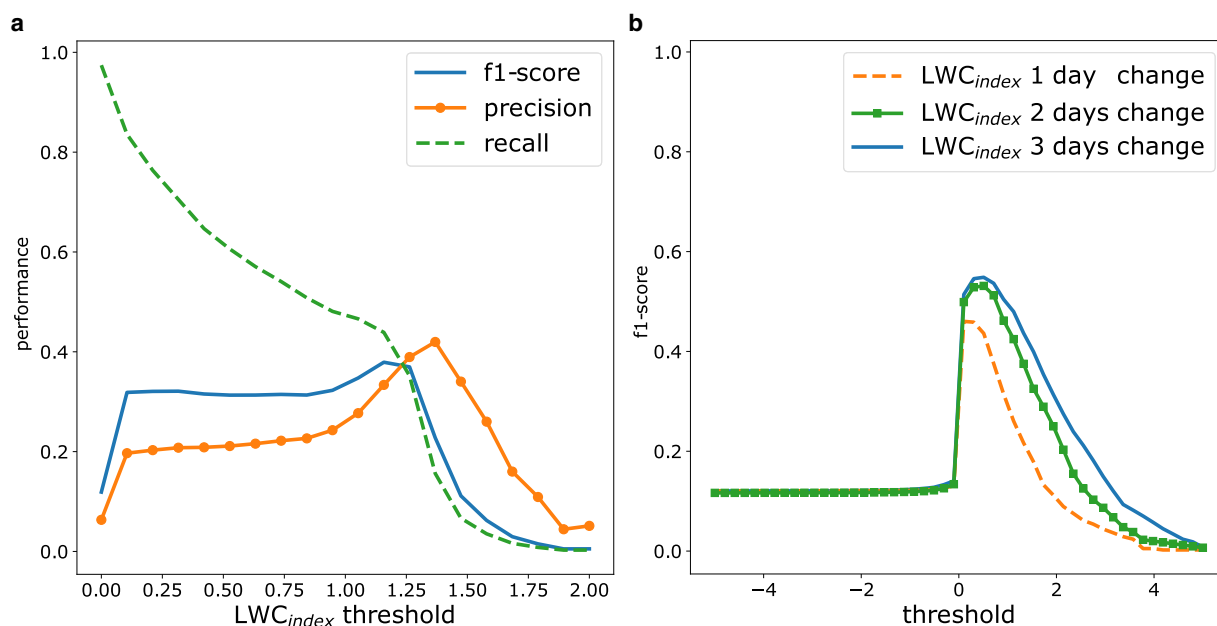 a
1.0
0.8
0.6
0.4
0.2
0.0
performance
f1-score
precision
recall
0.00 0.25 0.50 0.75 1.00 1.25 1.50 1.75 2.00
LWCindex threshold
b
1.0
0.8
0.6
0.4
0.2
0.0
f1-score
LWCindex 1 day change
LWCindex 2 days change
LWCindex 3 days change
−4 −2 0 2 4
threshold